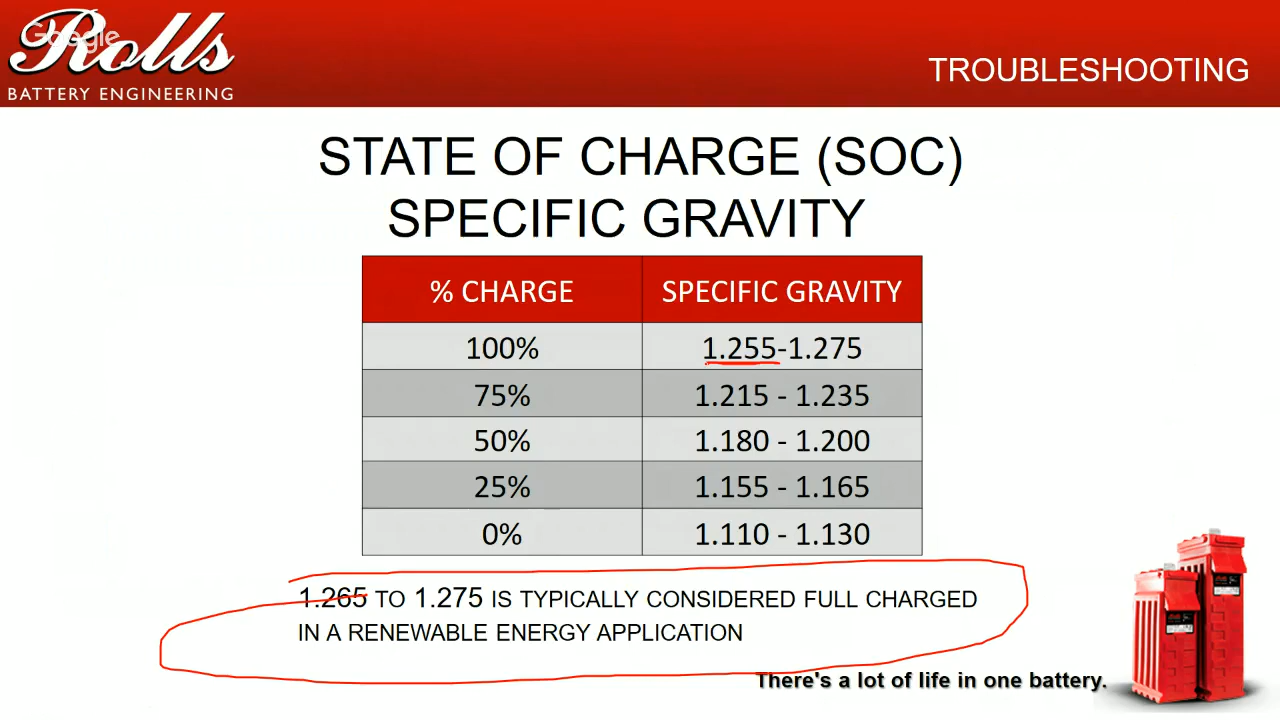 Google
Rolls
BATTERY ENGINEERING
TROUBLESHOOTING
STATE OF CHARGE (SOC)
SPECIFIC GRAVITY
% CHARGE SPECIFIC GRAVITY
100% 1.255-1.275
75% 1.215 - 1.235
50% 1.180 - 1.200
25% 1.155 - 1.165
0% 1.110 - 1.130
1.265 TO 1.275 IS TYPICALLY CONSIDERED FULL CHARGED
IN A RENEWABLE ENERGY APPLICATION
There's a lot of life in one battery.